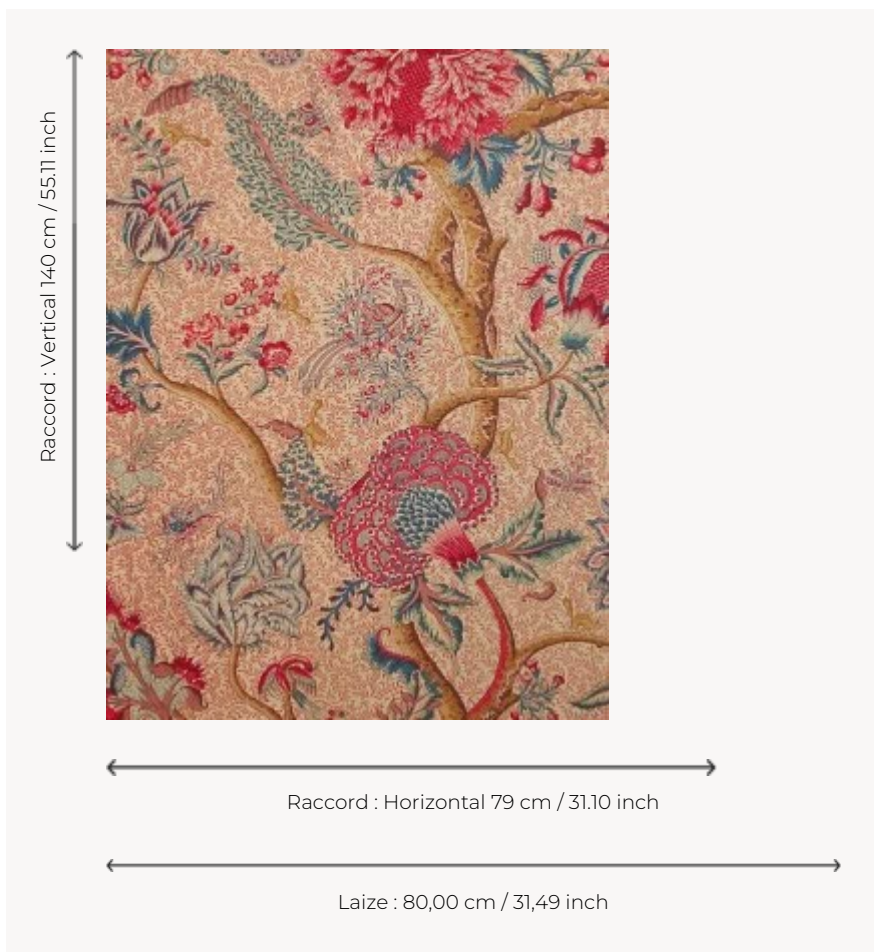 Raccord : Vertical 140 cm / 55.11 inch
Raccord : Horizontal 79 cm / 31.10 inch
Laize : 80,00 cm / 31,49 inch